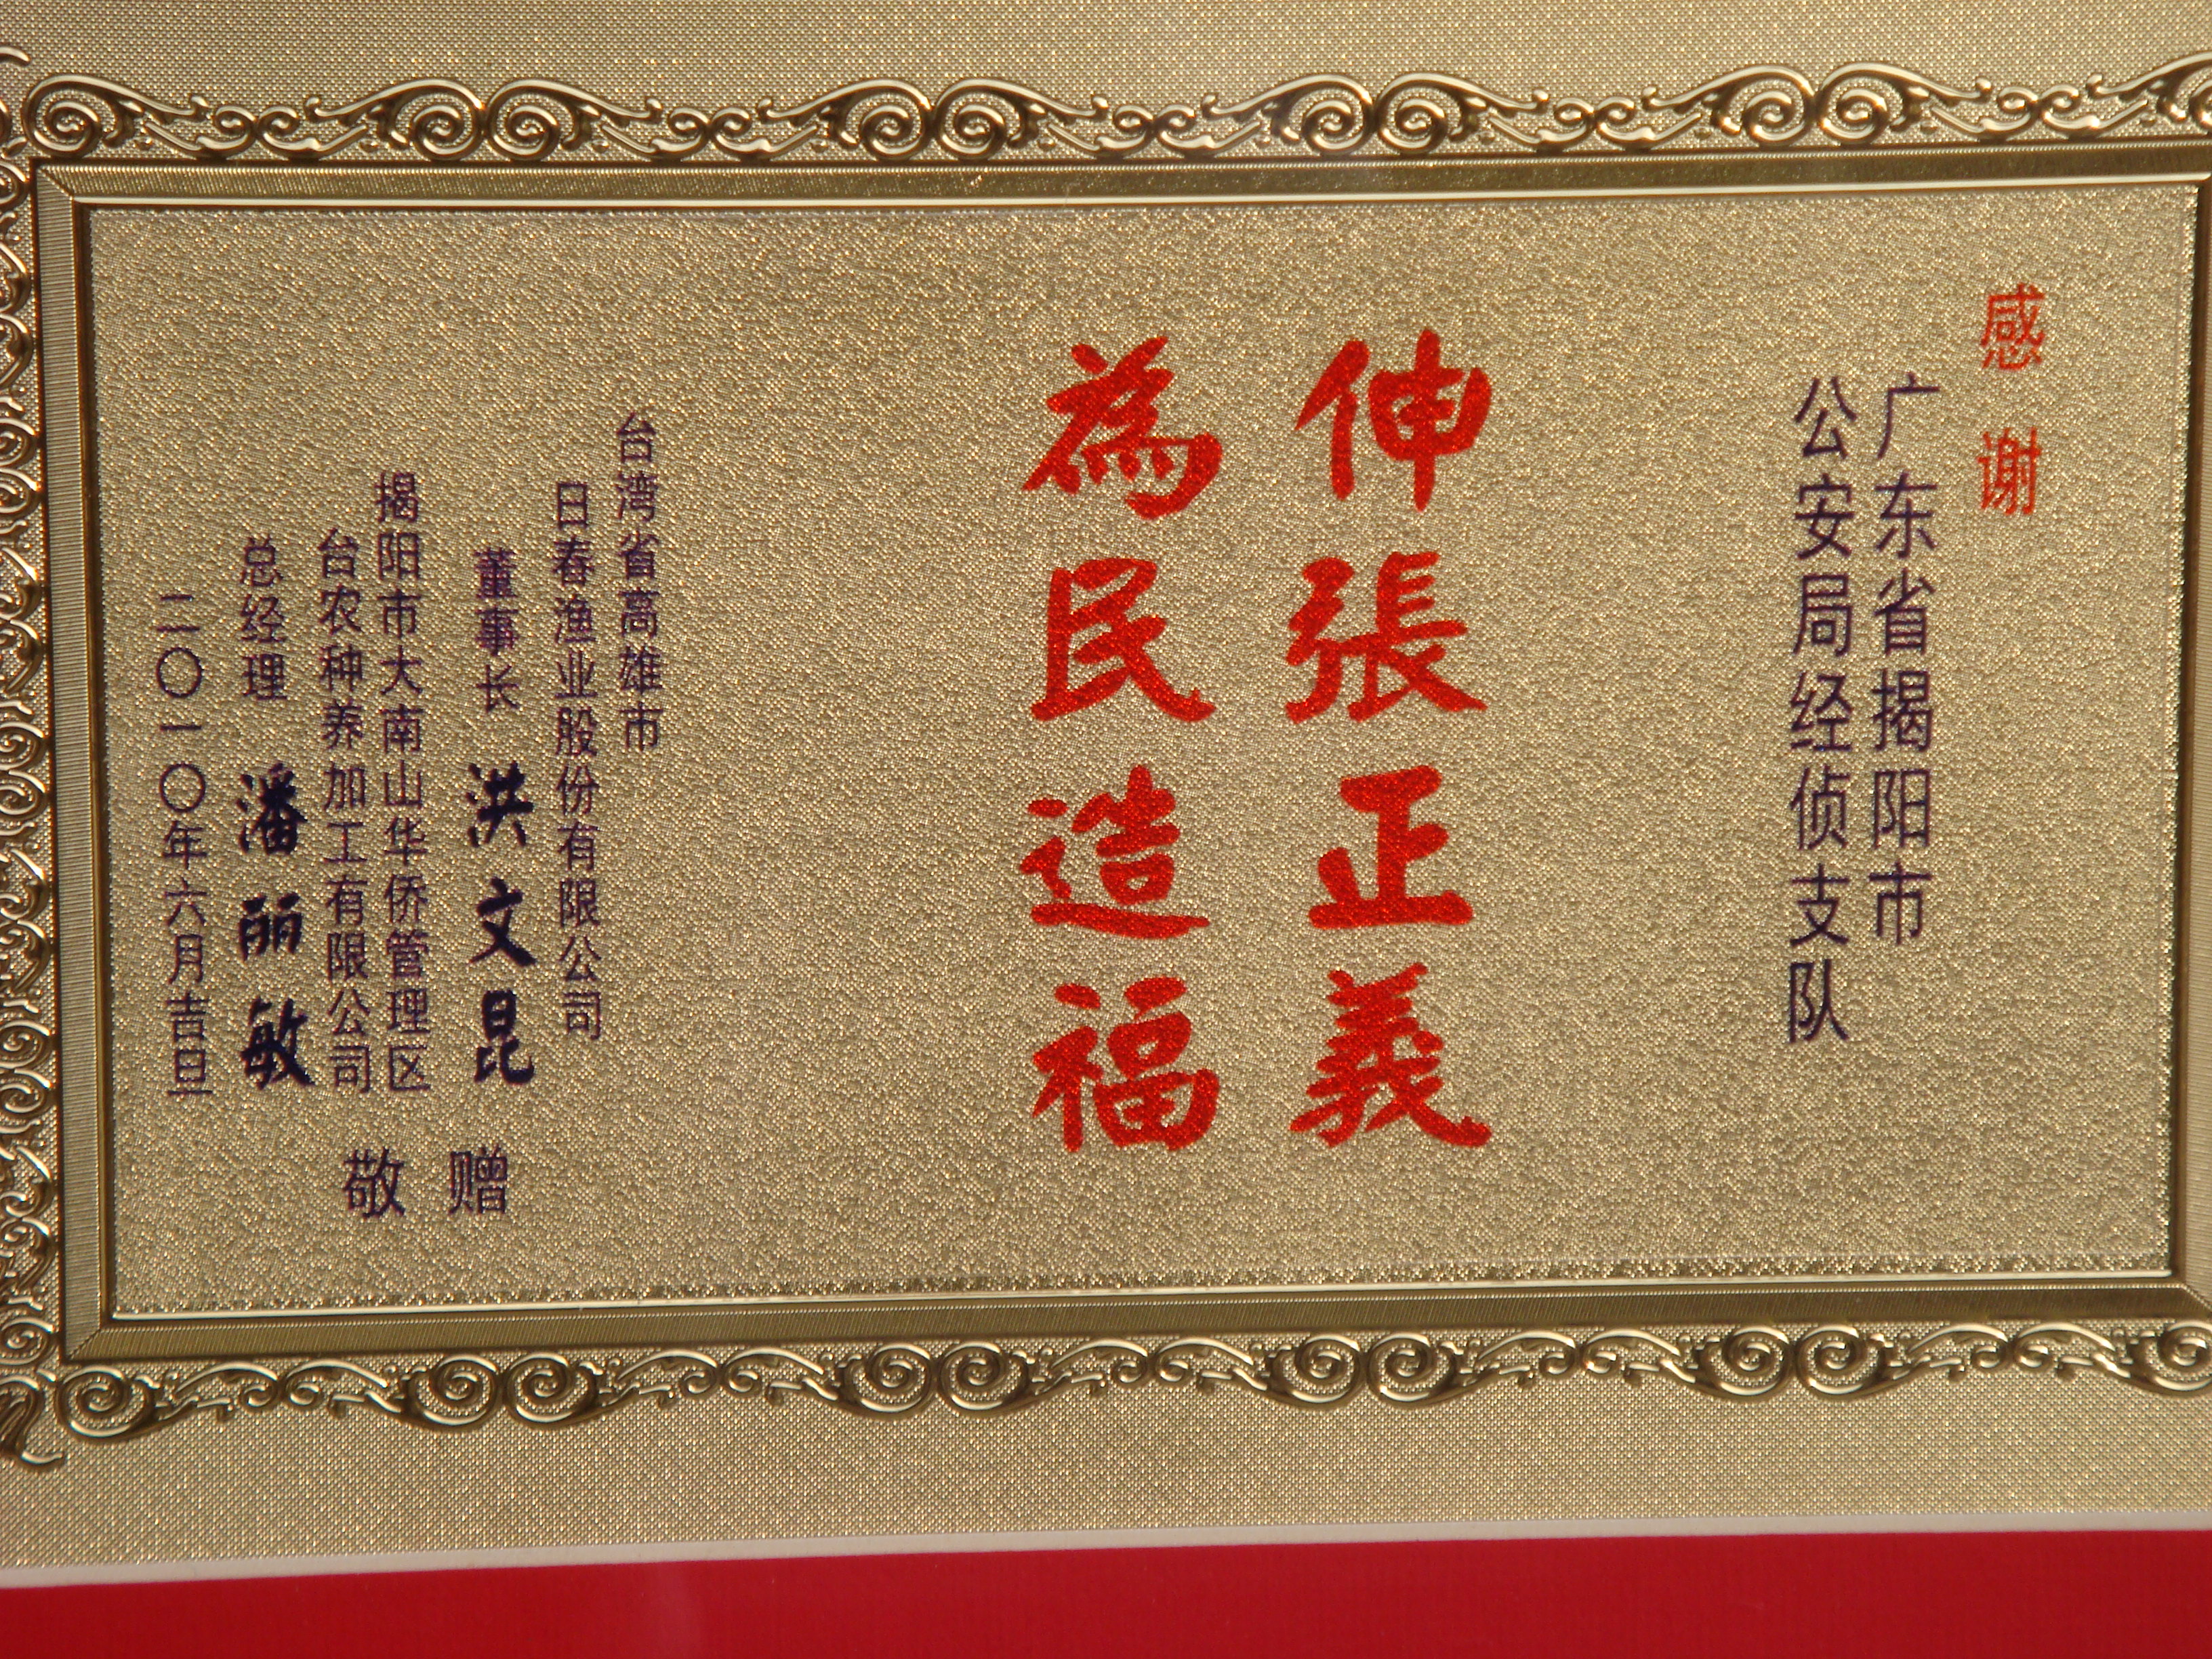 感谢
广东省揭阳市
公安局经侦支队
伸張正義
為民造福
台湾省高雄市
日春渔业股份有限公司
董事长 洪文昆
揭阳市大南山华侨管理区
台农种养加工有限公司
总经理 潘丽敏
敬赠
二〇一〇年六月吉旦